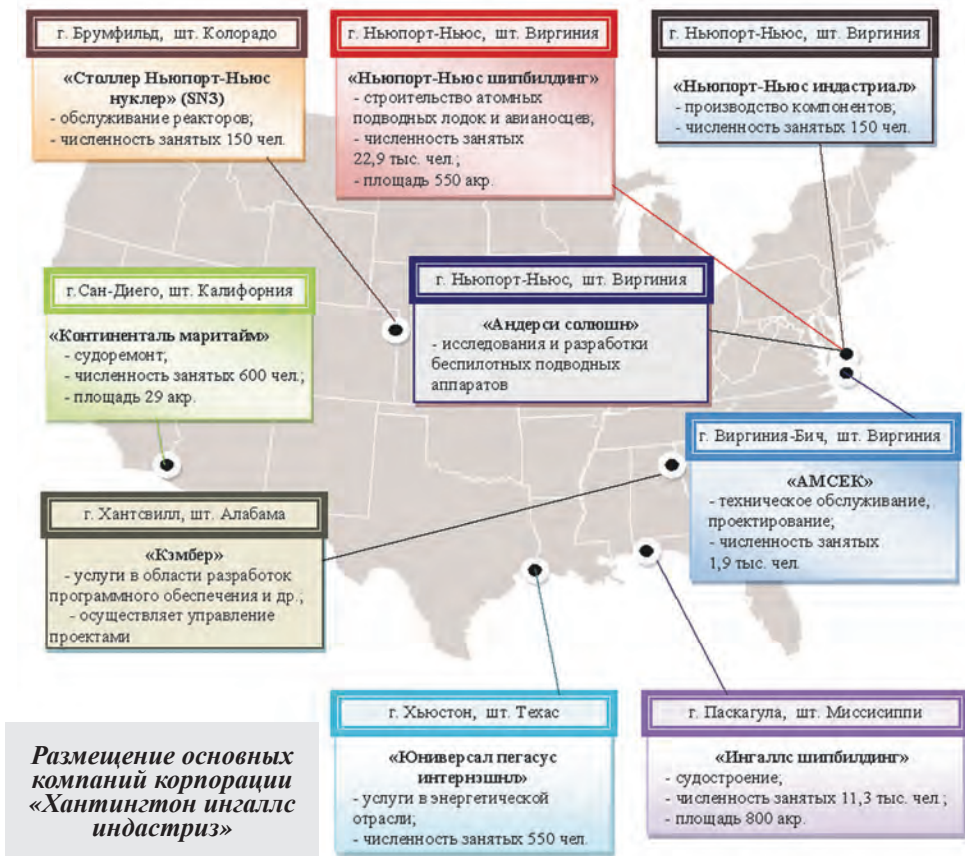 г. Брумфильд, шт. Колорадо
«Столлер Ньюпорт-Ньюс
нуклер» (SN3)
- обслуживание реакторов;
- численность занятых 150 чел.
г. Ньюпорт-Ньюс, шт. Виргиния
«Ньюпорт-Ньюс шипбилдинг»
- строительство атомных
подводных лодок и авианосцев;
- численность занятых
22,9 тыс. чел.;
- площадь 550 акр.
г. Ньюпорт-Ньюс, шт. Виргиния
«Ньюпорт-Ньюс индастриал»
- производство компонентов;
- численность занятых 150 чел.
г. Сан-Диего, шт. Калифорния
«Континенталь маритайм»
- судоремонт;
- численность занятых 600 чел.;
- площадь 29 акр.
г. Ньюпорт-Ньюс, шт. Виргиния
«Андерси солюшн»
- исследования и разработки
беспилотных подводных
аппаратов
г. Виргиния-Бич, шт. Виргиния
«АМСЕК»
- техническое обслуживание,
проектирование;
- численность занятых
1,9 тыс. чел.
г. Хантсвилл, шт. Алабама
«Кэмбер»
- услуги в области разработок
программного обеспечения и др.;
- осуществляет управление
проектами
г. Хьюстон, шт. Техас
«Юниверсал пегасус
интернэшнл»
- услуги в энергетической
отрасли;
- численность занятых 550 чел.
г. Паскагула, шт. Миссисиппи
«Ингаллс шипбилдинг»
- судостроение;
- численность занятых 11,3 тыс. чел.;
- площадь 800 акр.
Размещение основных
компаний корпорации
«Хантингтон ингаллс
индастриз»